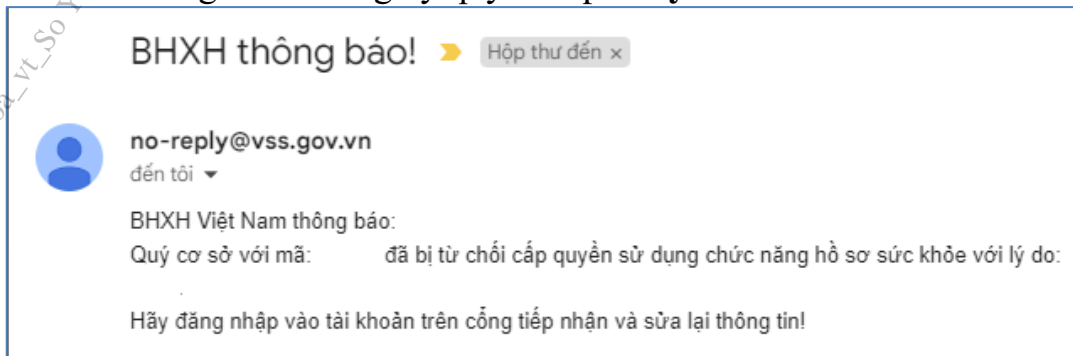 BHXH thông báo! Hộp thư đến ×
no-reply@vss.gov.vn
đến tôi
BHXH Việt Nam thông báo:
Quý cơ sở với mã: đã bị từ chối cấp quyền sử dụng chức năng hồ sơ sức khỏe với lý do:
Hãy đăng nhập vào tài khoản trên cổng tiếp nhận và sửa lại thông tin!